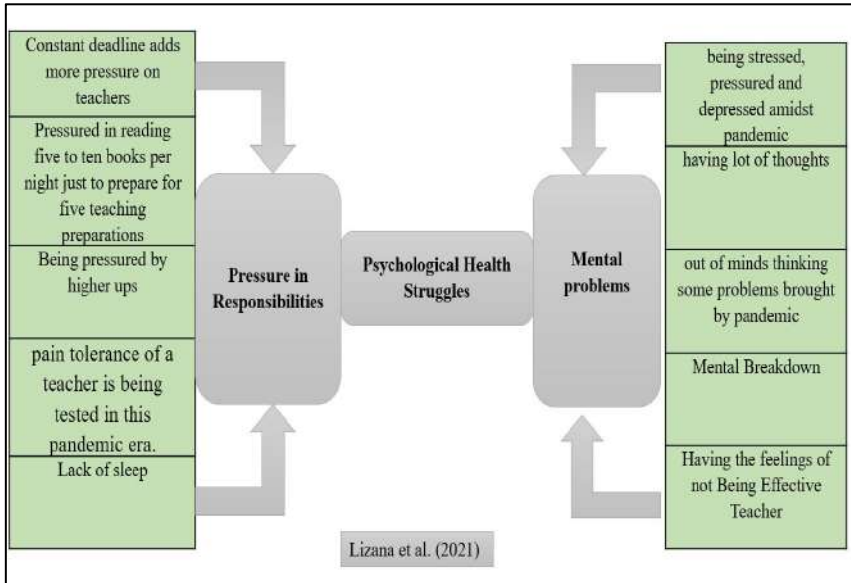 Constant deadline adds
more pressure on
teachers
Pressured in reading
five to ten books per
night just to prepare for
five teaching
preparations
Being pressured by
higher ups
pain tolerance of a
teacher is being
tested in this
pandemic era.
Lack of sleep
Pressure in
Responsibilities
Psychological Health
Struggles
Mental
problems
being stressed,
pressured and
depressed amidst
pandemic
having lot of thoughts
out of minds thinking
some problems brought
by pandemic
Mental Breakdown
Having the feelings of
not Being Effective
Teacher
Lizana et al. (2021)